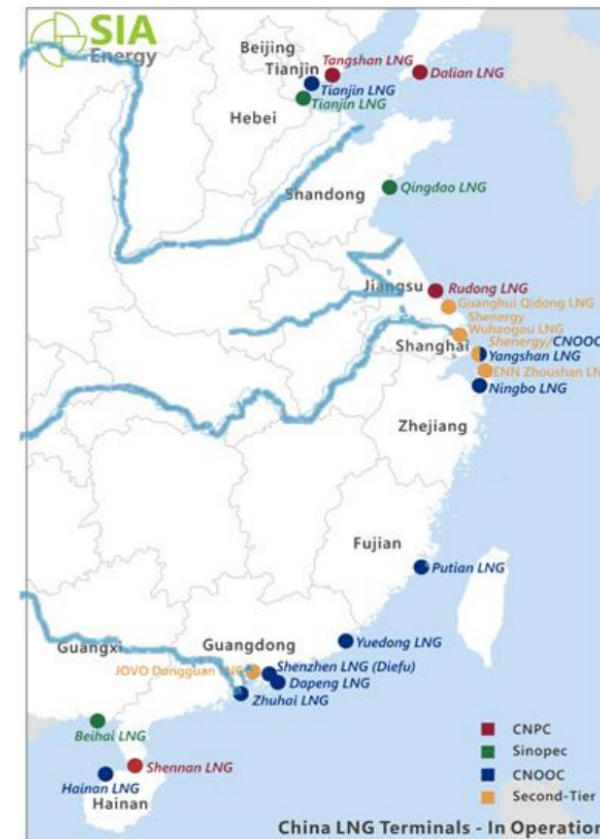 SIA
Energy
Beijing
Tangshan LNG
Tianjin
Dalian LNG
Tianjin LNG
Tianjin LNG
Hebei
Shandong
Qingdao LNG
Jiangsu
Rudong LNG
Guanghui Qidong LNG
Shenergy
Wuhaogou LNG
Shanghai
Shenergy/CNOOC
Yangshan LNG
ENN Zhoushan LN
Ningbo LNG
Zhejiang
Fujian
Putian LNG
Yuedong LNG
Guangxi
Guangdong
JOVO Dongguan LNG
Shenzhen LNG (Diefu)
Dapeng LNG
Zhuhai LNG
Beihai LNG
Shennan LNG
Hainan LNG
Hainan
CNPC
Sinopec
CNOOC
Second-Tier
China LNG Terminals - In Operation